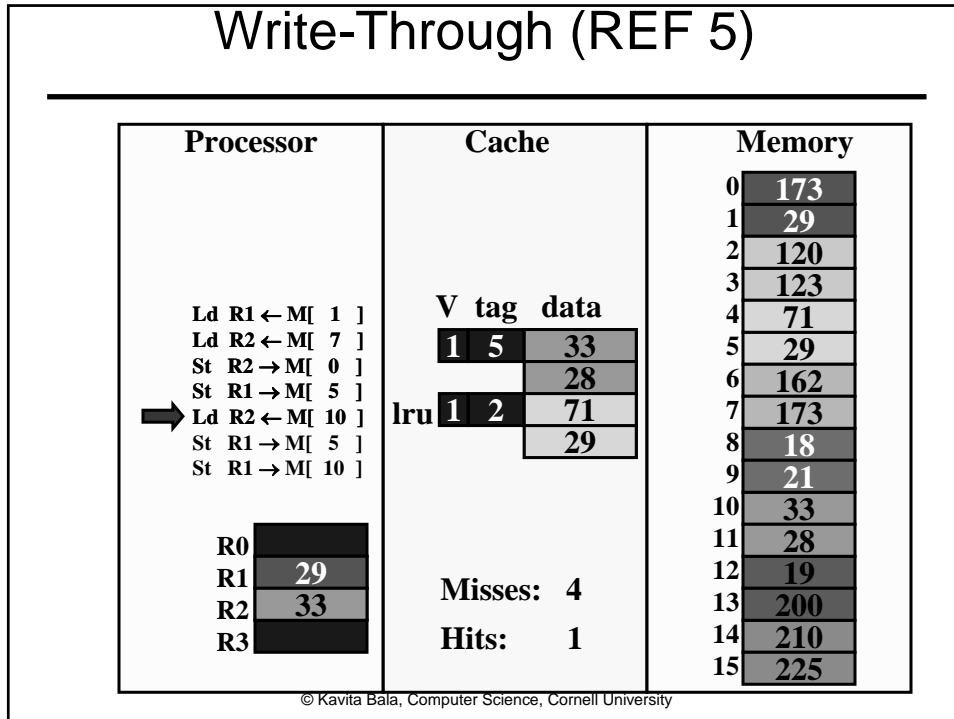 Write-Through (REF 5)
Processor
Ld R1 ← M[ 1 ]
Ld R2 ← M[ 7 ]
St R2 → M[ 0 ]
St R1 → M[ 5 ]
Ld R2 ← M[ 10 ]
St R1 → M[ 5 ]
St R1 → M[ 10 ]
R0
R1 29
R2 33
R3
Cache
V tag data
1 5 33
28
lru 1 2 71
29
Misses: 4
Hits: 1
Memory
0 173
1 29
2 120
3 123
4 71
5 29
6 162
7 173
8 18
9 21
10 33
11 28
12 19
13 200
14 210
15 225
© Kavita Bala, Computer Science, Cornell University